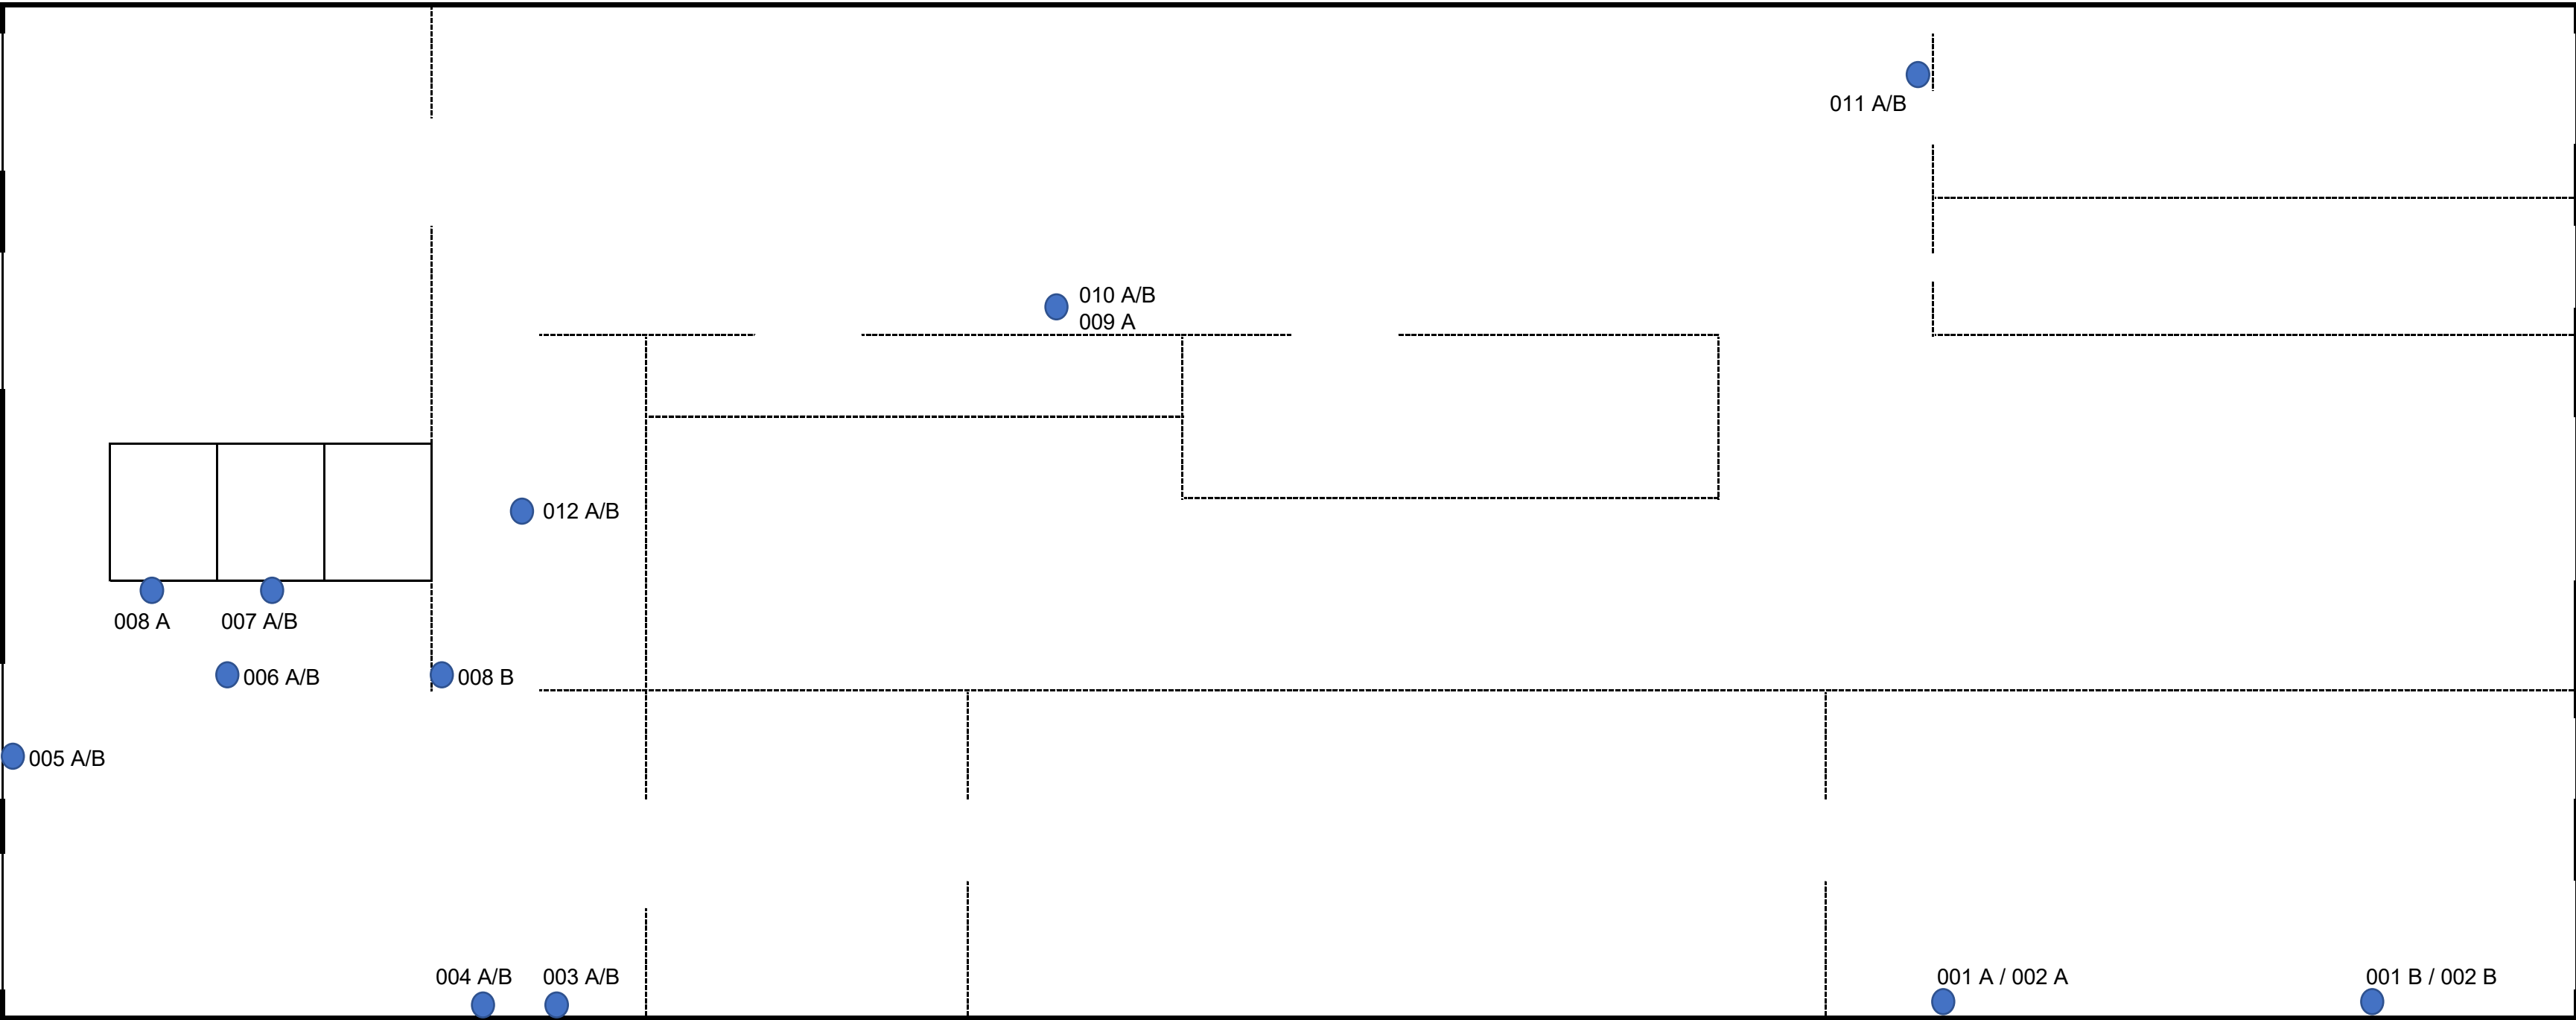 011 A/B
010 A/B
009 A
012 A/B
008 A
007 A/B
006 A/B
008 B
005 A/B
004 A/B
003 A/B
001 A / 002 A
001 B / 002 B